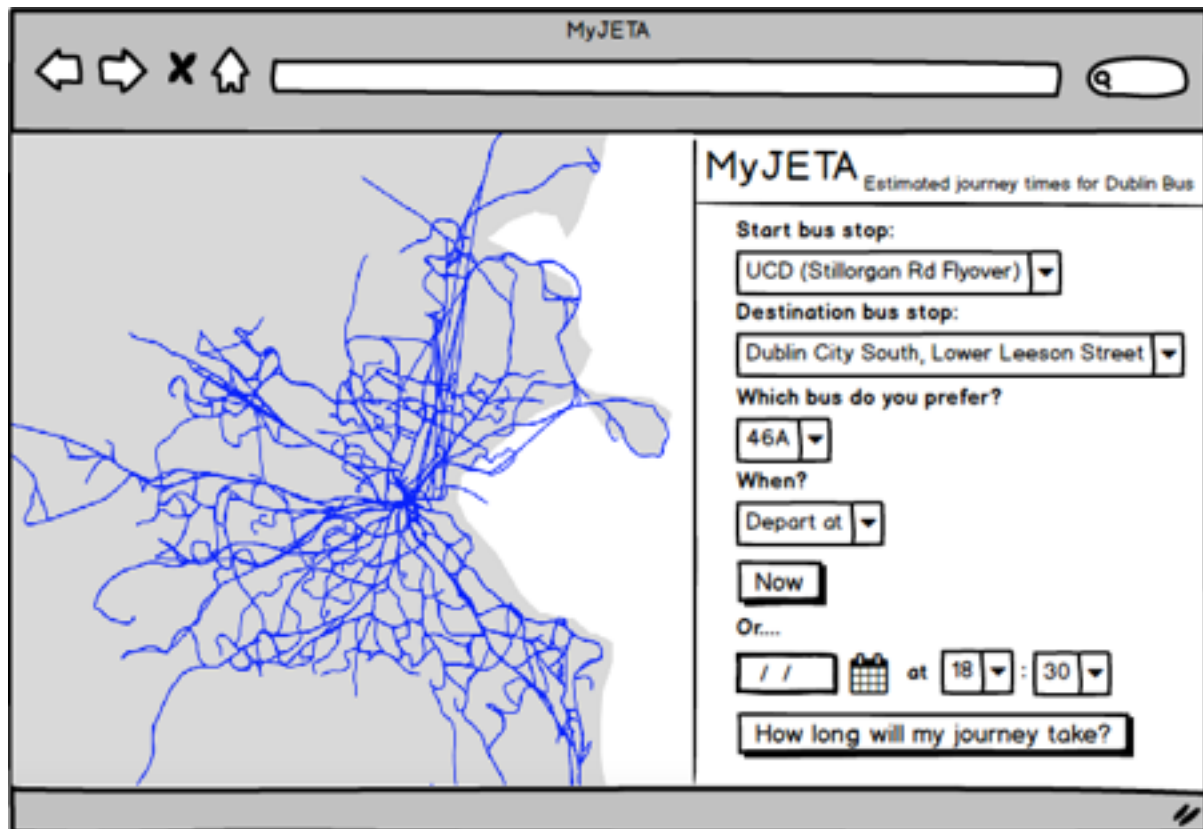 MyJETA
MyJETA
Estimated journey times for Dublin Bus
Start bus stop:
UCD (Stillorgan Rd Flyover)
Destination bus stop:
Dublin City South, Lower Leeson Street
Which bus do you prefer?
46A
When?
Depart at
Now
Or....
/ / at 18 : 30
How long will my journey take?